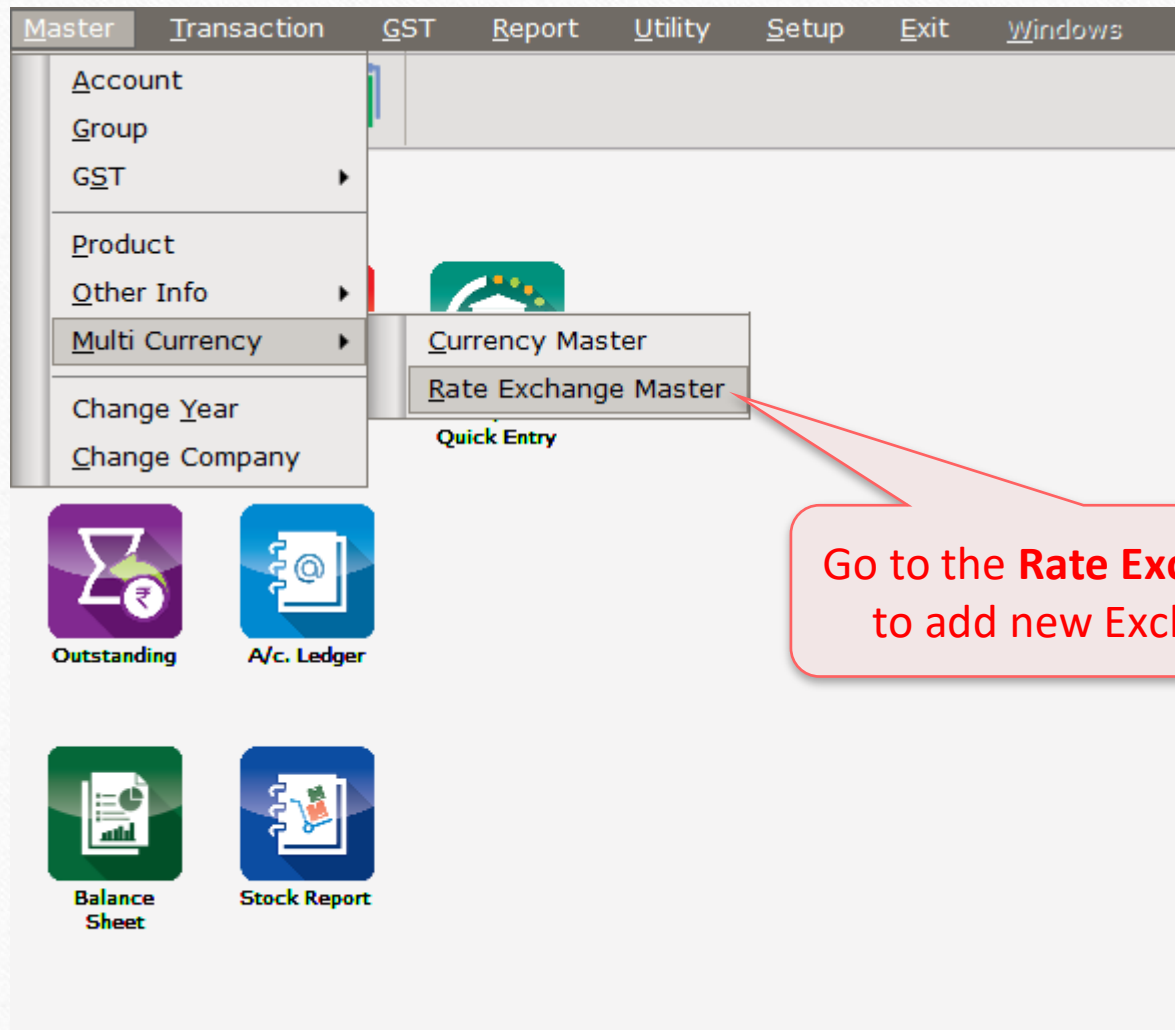 Master Transaction GST Report Utility Setup Exit Windows
Account
Group
GST
Product
Other Info
Multi Currency
Currency Master
Rate Exchange Master
Change Year
Change Company
Quick Entry
Go to the Rate Exc
to add new Excl
Outstanding
A/c. Ledger
Balance
Sheet
Stock Report